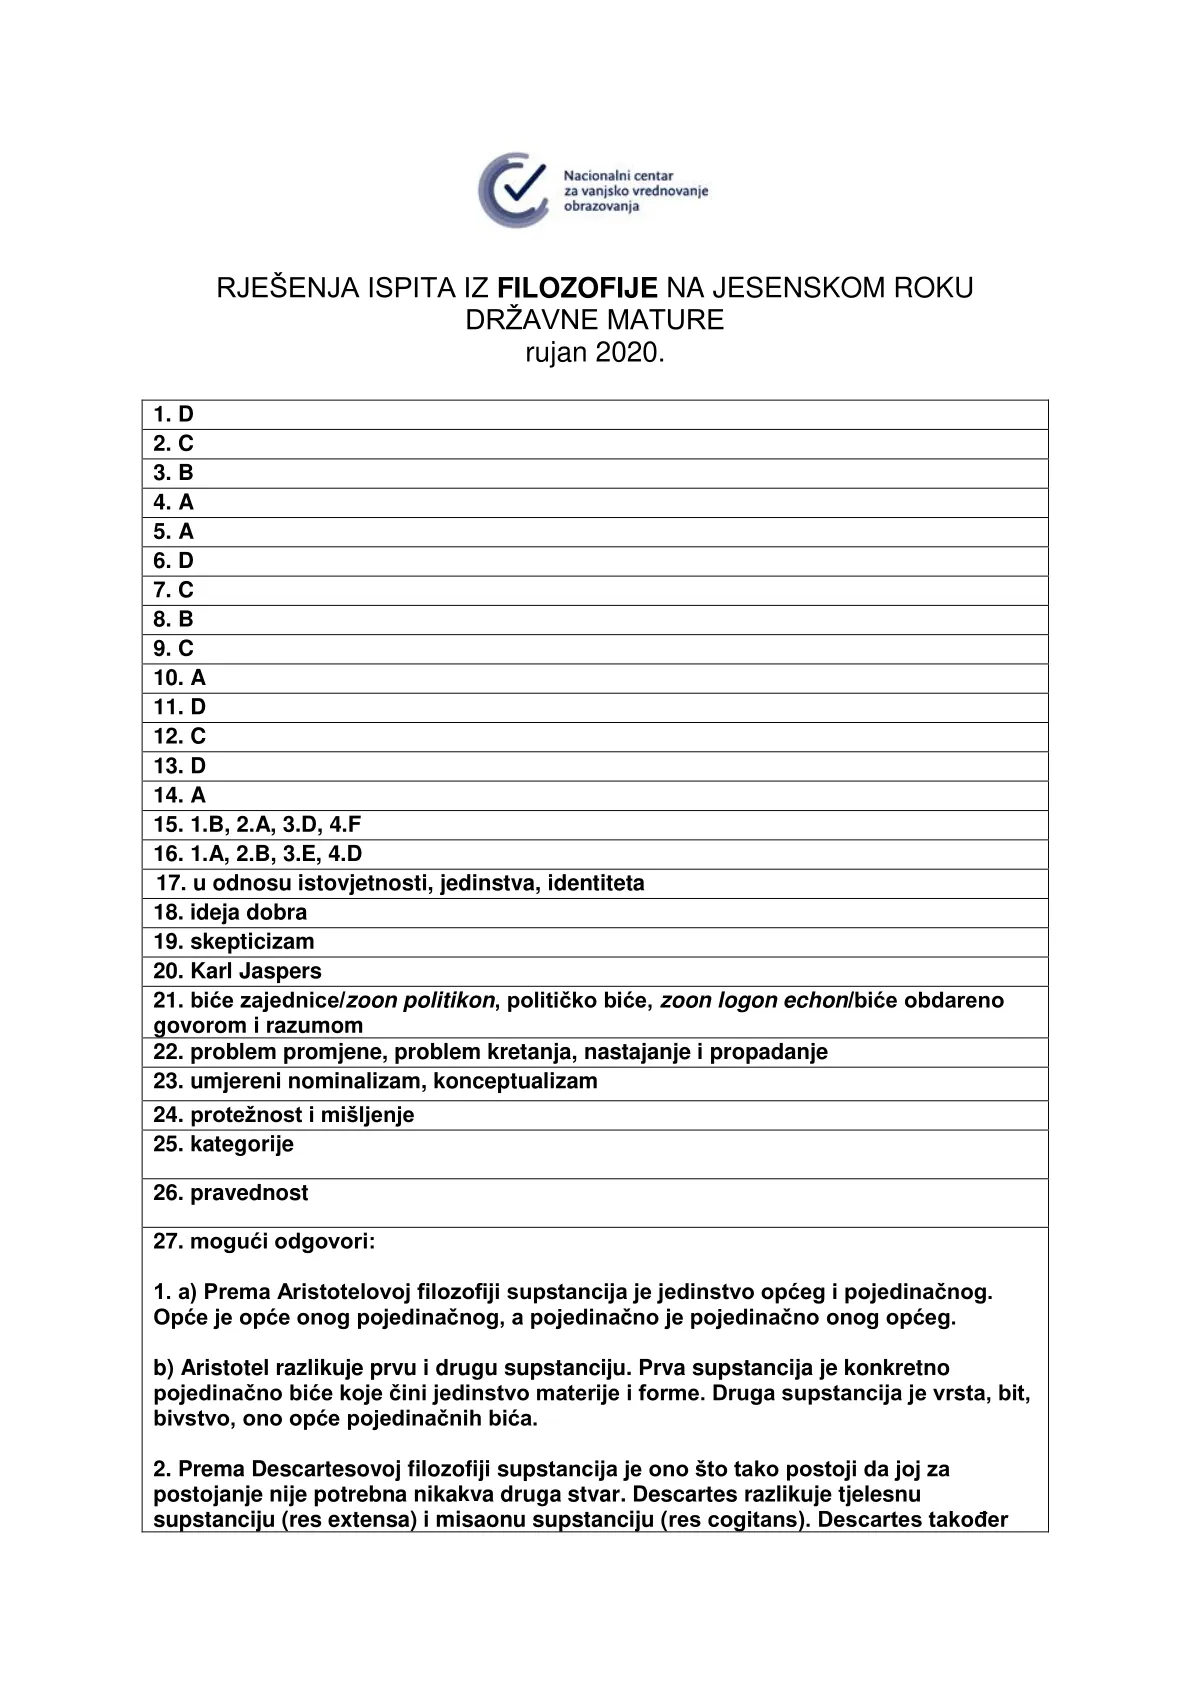 Nacionalni centar
za vanjsko vrednovanje
obrazovanja
RJEŠENJA ISPITA IZ FILOZOFIJE NA JESENSKOM ROKU
DRŽAVNE MATURE
rujan 2020.
1. D
2. C
3. B
4. A
5. A
6. D
7. C
8. B
9. C
10. A
11. D
12. C
13. D
14. A
15. 1.B, 2.A, 3.D, 4.F
16. 1.A, 2.B, 3.E, 4.D
17. u odnosu istovjetnosti, jedinstva, identiteta
18. ideja dobra
19. skepticizam
20. Karl Jaspers
21. biće zajednice/zoon politikon, političko biće, zoon logon echon/biće obdareno
govorom i razumom
22. problem promjene, problem kretanja, nastajanje i propadanje
23. umjereni nominalizam, konceptualizam
24. protežnost i mišljenje
25. kategorije
26. pravednost
27. mogući odgovori:
1. a) Prema Aristotelovoj filozofiji supstancija je jedinstvo općeg i pojedinačnog.
Opće je opće onog pojedinačnog, a pojedinačno je pojedinačno onog općeg.
b) Aristotel razlikuje prvu i drugu supstanciju. Prva supstancija je konkretno
pojedinačno biće koje čini jedinstvo materije i forme. Druga supstancija je vrsta, bit,
bivstvo, ono opće pojedinačnih bića.
2. Prema Descartesovoj filozofiji supstancija je ono što tako postoji da joj za
postojanje nije potrebna nikakva druga stvar. Descartes razlikuje tjelesnu
supstanciju (res extensa) i misaonu supstanciju (res cogitans). Descartes također